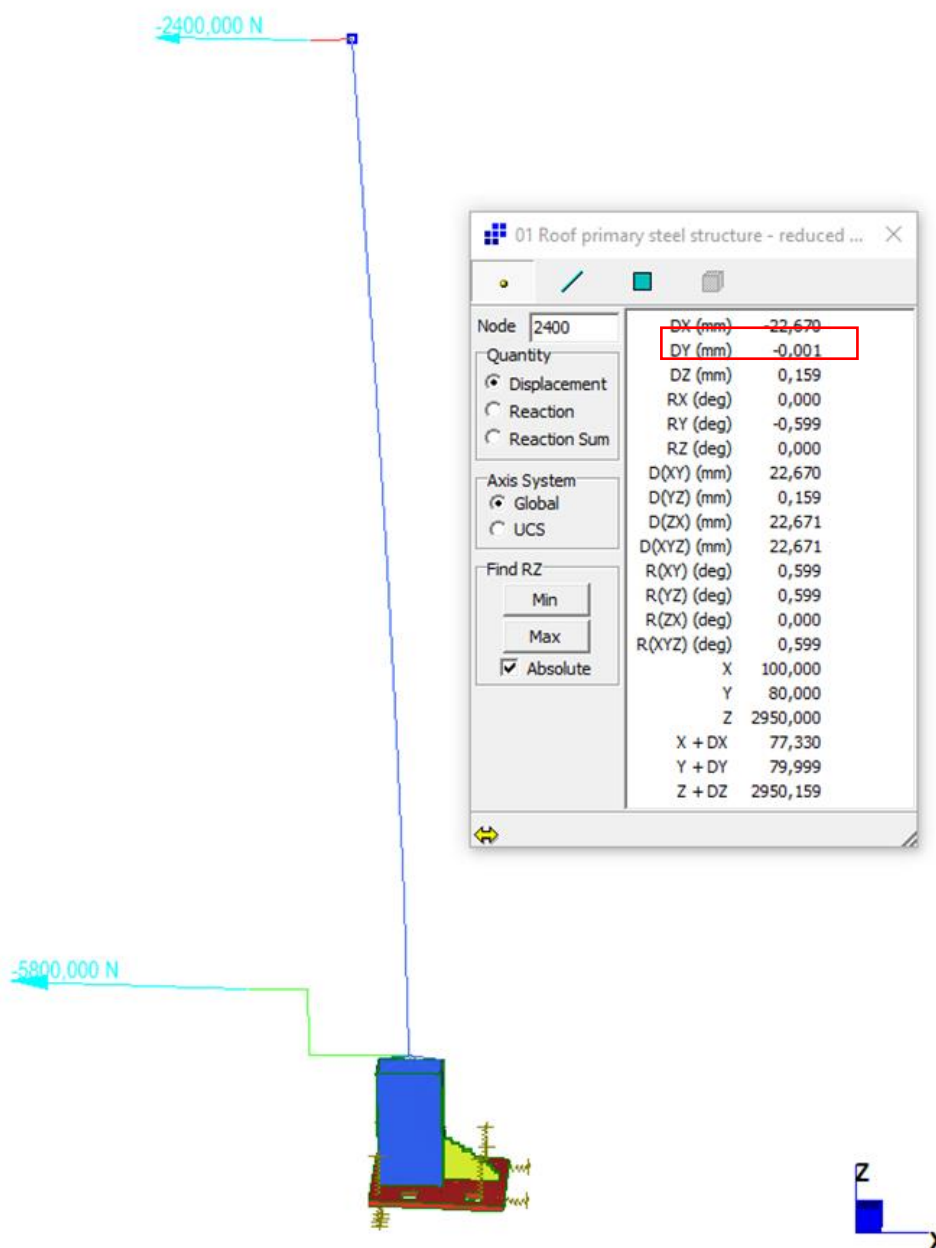 -2400,000 N
01 Roof primary steel structure - reduced ...
Node 2400
Quantity
Displacement
Reaction
Reaction Sum
Axis System
Global
UCS
Find RZ
Min
Max
Absolute
DX (mm) -22,670
DY (mm) -0,001
DZ (mm) 0,159
RX (deg) 0,000
RY (deg) -0,599
RZ (deg) 0,000
D(XY) (mm) 22,670
D(YZ) (mm) 0,159
D(ZX) (mm) 22,671
D(XYZ) (mm) 22,671
R(XY) (deg) 0,599
R(YZ) (deg) 0,599
R(ZX) (deg) 0,000
R(XYZ) (deg) 0,599
X 100,000
Y 80,000
Z 2950,000
X + DX 77,330
Y + DY 79,999
Z + DZ 2950,159
-5800,000 N
Z
X